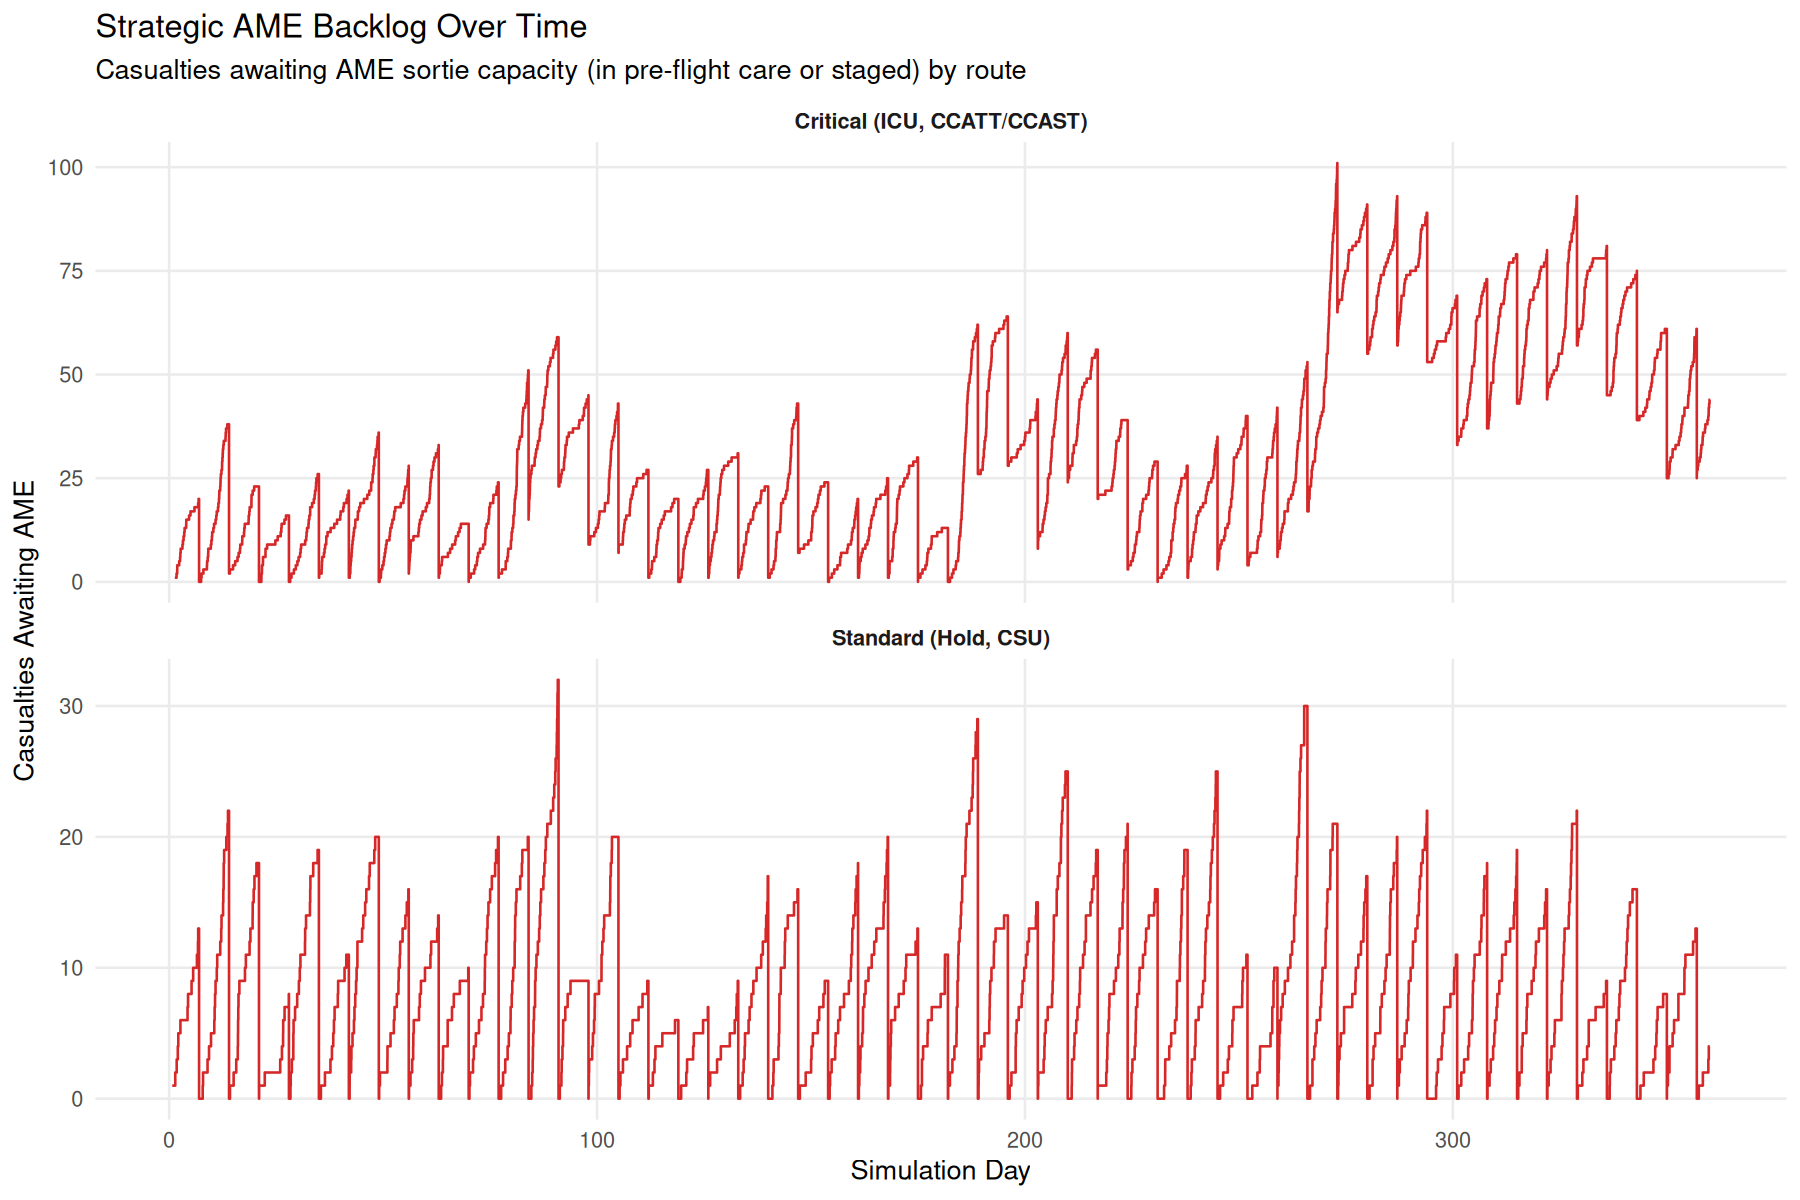 Strategic AME Backlog Over Time
Casualties awaiting AME sortie capacity (in pre-flight care or staged) by route
Critical (ICU, CCATT/CCAST)
100
75
50
25
0
Standard (Hold, CSU)
30
20
10
0
Casualties Awaiting AME
0 100 200 300
Simulation Day